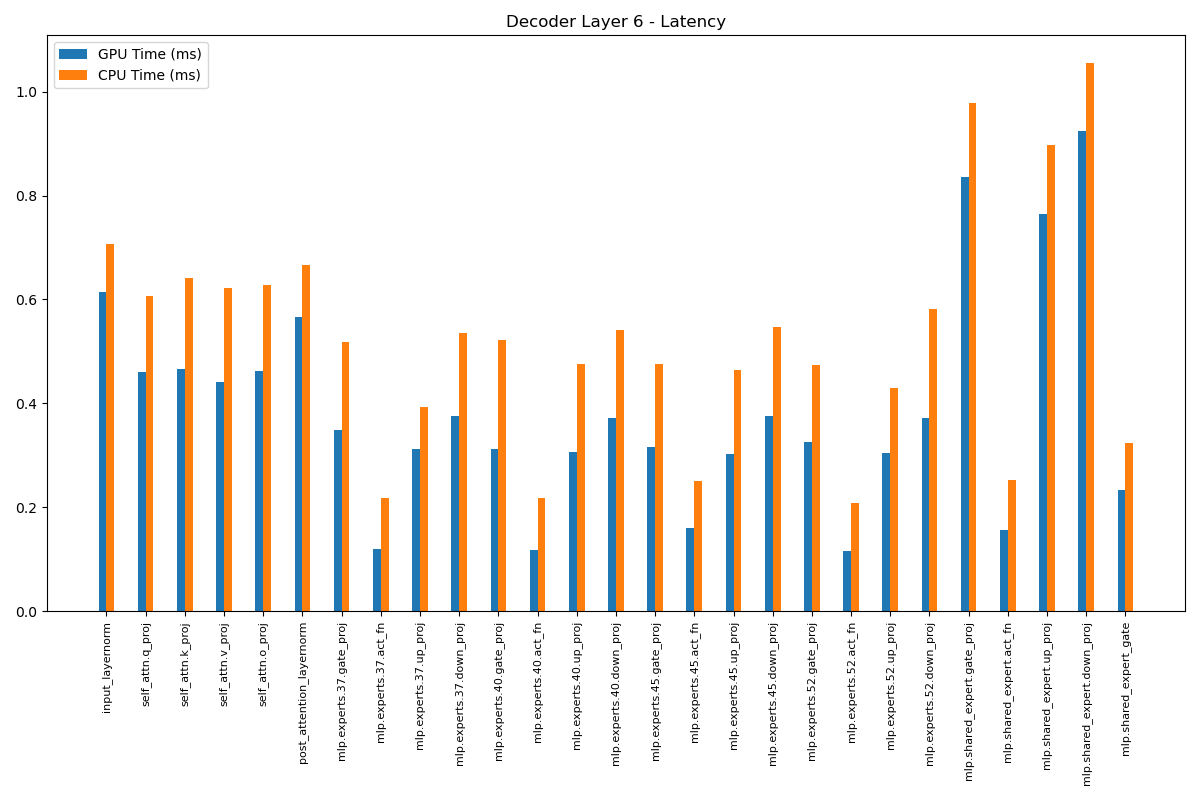 Decoder Layer 6 - Latency
GPU Time (ms)
CPU Time (ms)
1.0
0.8
0.6
0.4
0.2
0.0
input_layernorm
self_attn.q_proj
self_attn.k_proj
self_attn.v_proj
self_attn.o_proj
post_attention_layernorm
mlp.experts.37.gate_proj
mlp.experts.37.act_fn
mlp.experts.37.up_proj
mlp.experts.37.down_proj
mlp.experts.40.gate_proj
mlp.experts.40.act_fn
mlp.experts.40.up_proj
mlp.experts.40.down_proj
mlp.experts.45.gate_proj
mlp.experts.45.act_fn
mlp.experts.45.up_proj
mlp.experts.45.down_proj
mlp.experts.52.gate_proj
mlp.experts.52.act_fn
mlp.experts.52.up_proj
mlp.experts.52.down_proj
mlp.shared_expert.gate_proj
mlp.shared_expert.act_fn
mlp.shared_expert.up_proj
mlp.shared_expert.down_proj
mlp.shared_expert_gate